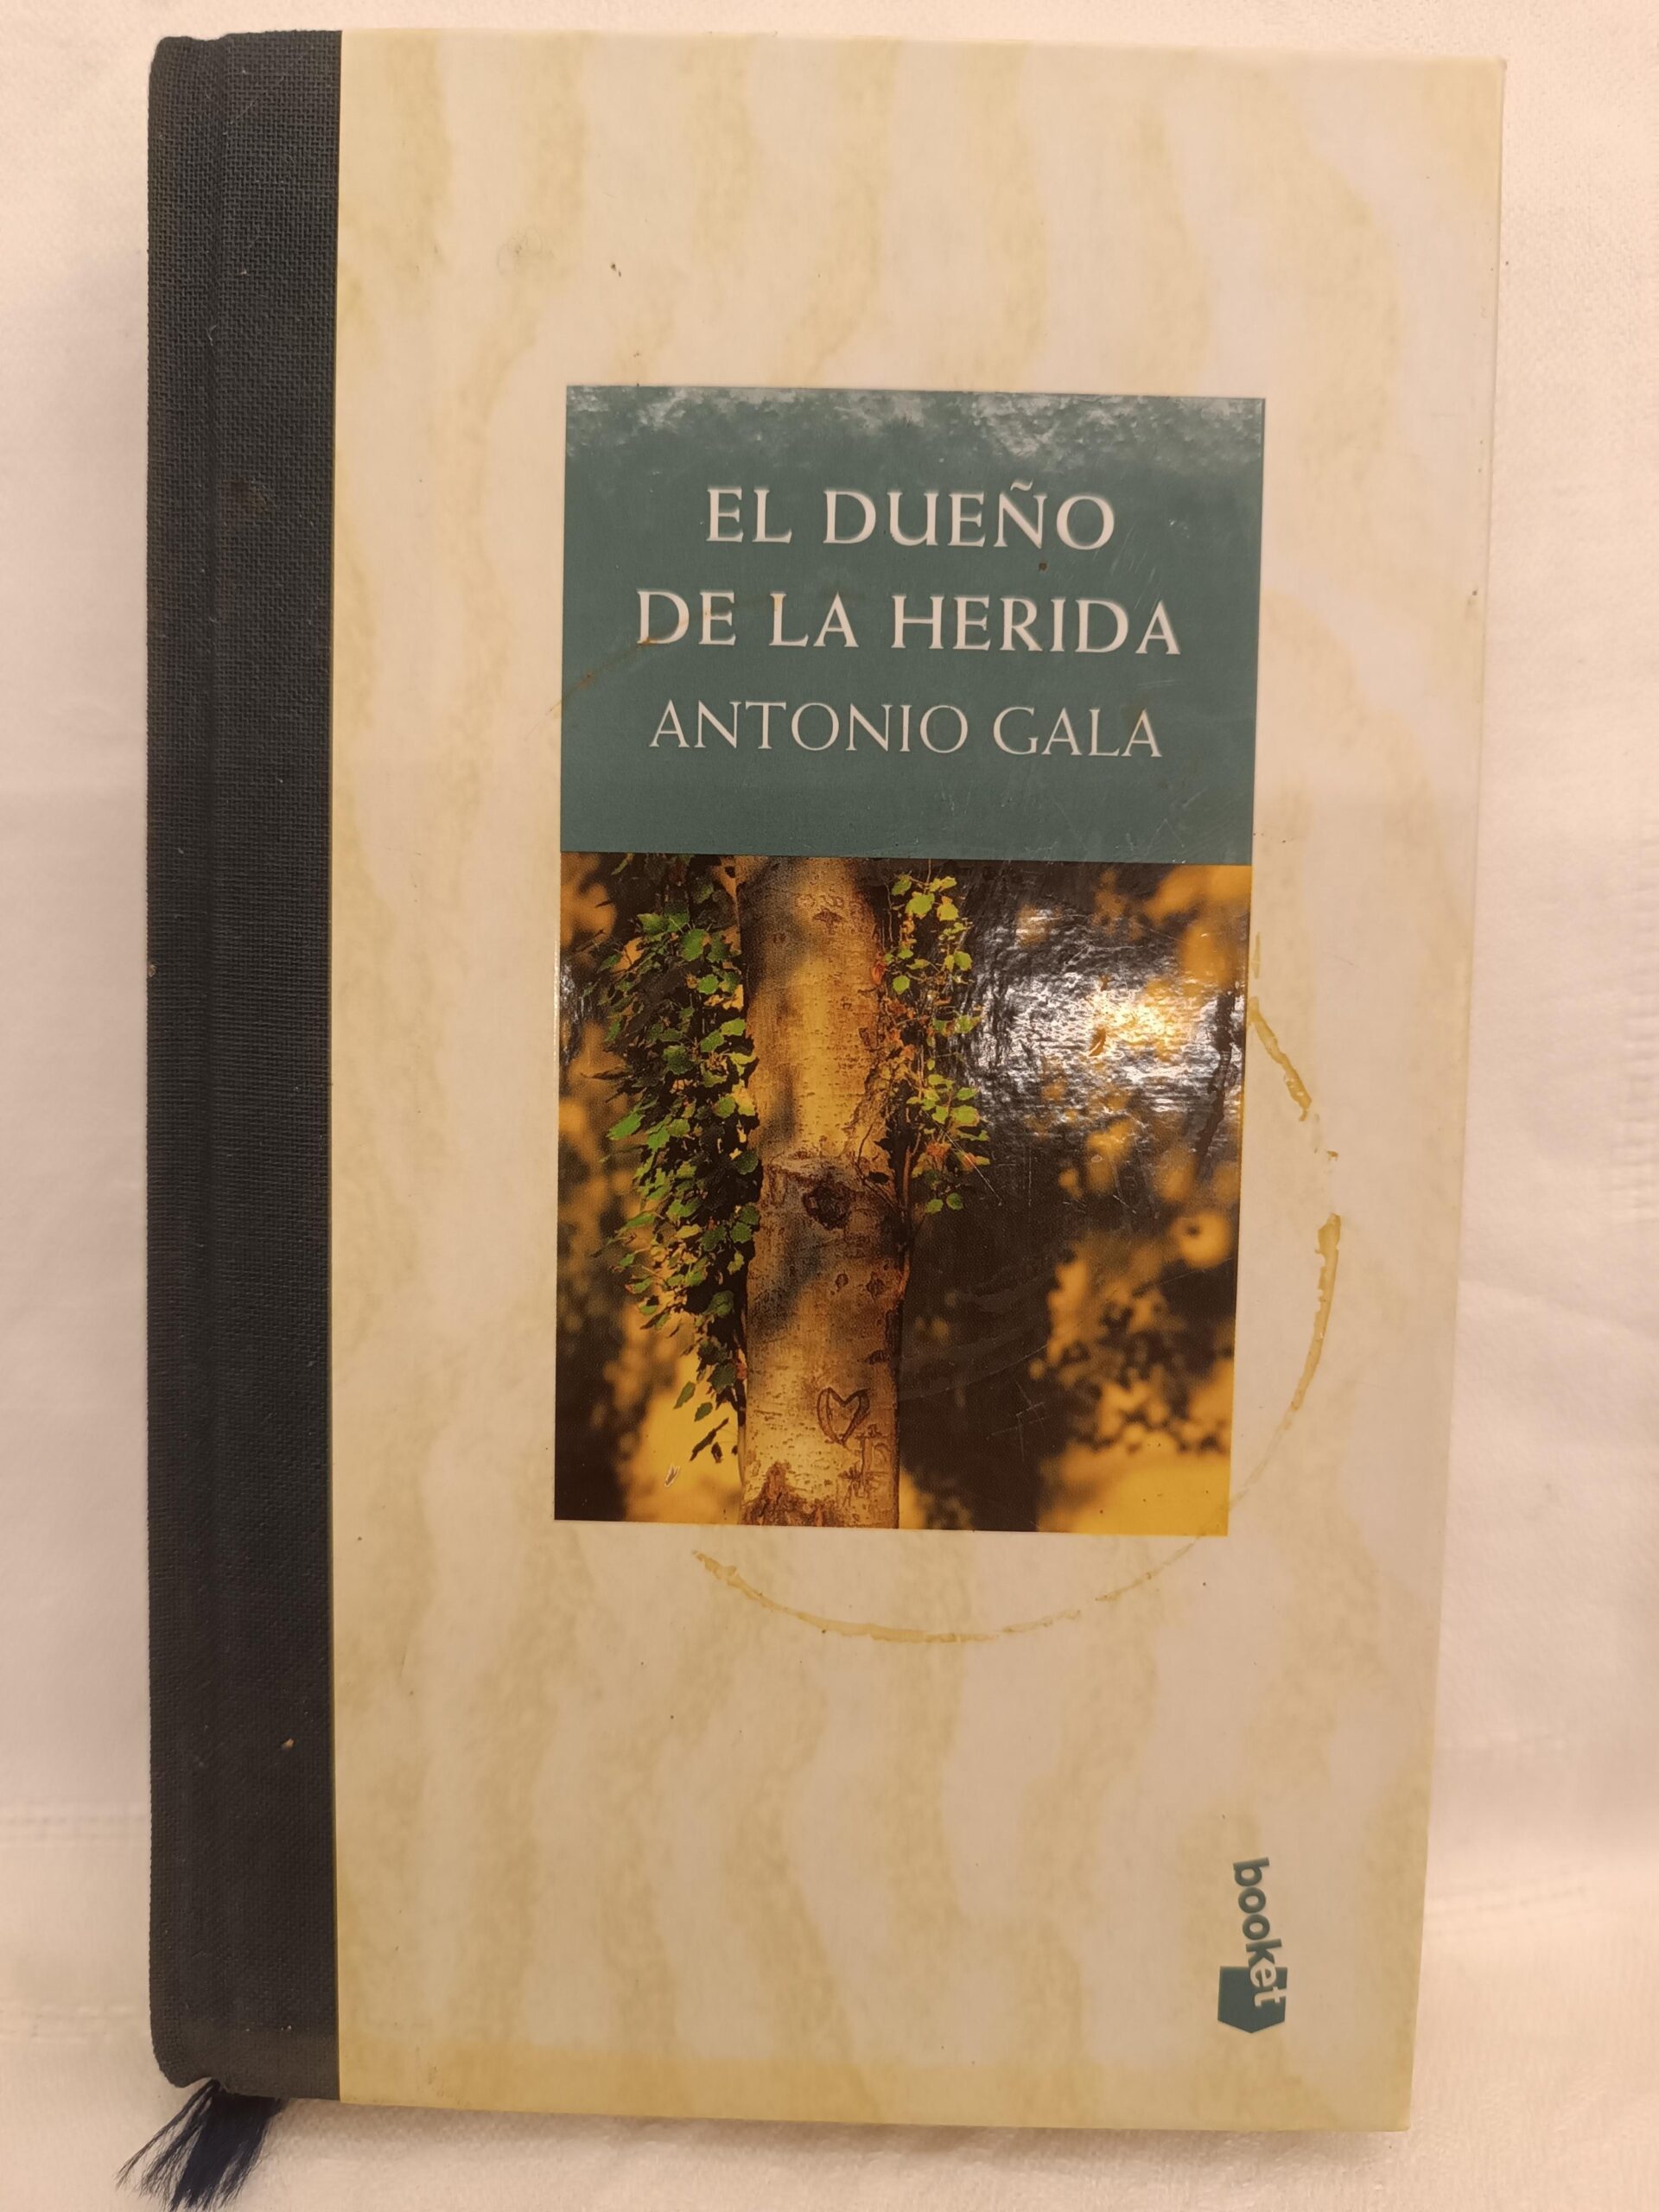 EL DUEÑO
DE LA HERIDA
ANTONIO GALA
booket